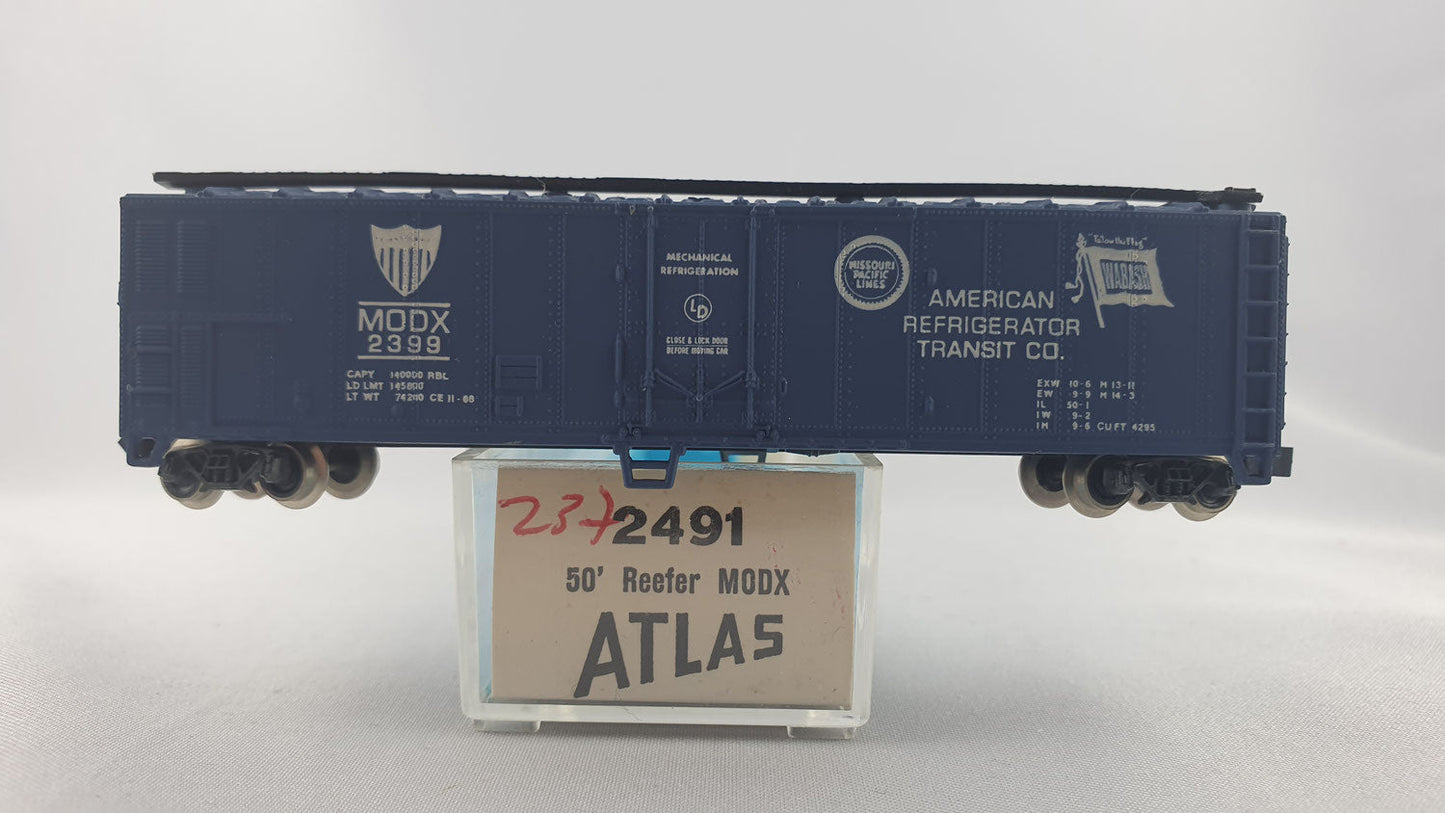 MODX
2399
CAPY 140000 RBL
LD LMT 145800
LT WT 74200 CE 11-68
MECHANICAL
REFRIGERATION
LD
CLOSE & LOCK DOOR
BEFORE MOVING CAR
MISSOURI
PACIFIC
LINES
AMERICAN
REFRIGERATOR
TRANSIT CO.
"Follow the Flag"
WABASH
EXW 10-6 H 13-11
EW 9-9 H 14-3
IL 50-1
IW 9-2
IH 9-6 CU FT 4295
237
2491
50' Reefer MODX
ATLAS